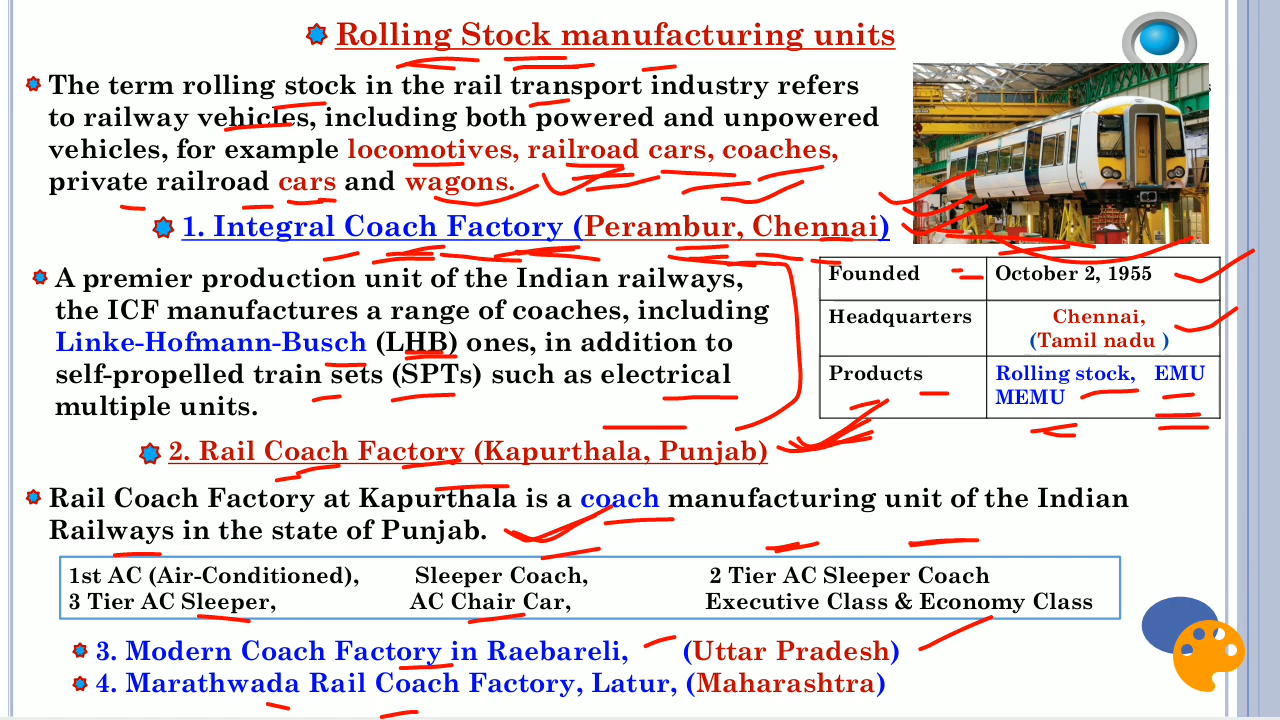 Rolling Stock manufacturing units
The term rolling stock in the rail transport industry refers
to railway vehicles, including both powered and unpowered
vehicles, for example locomotives, railroad cars, coaches,
private railroad cars and wagons.
1. Integral Coach Factory (Perambur, Chennai)
A premier production unit of the Indian railways,
the ICF manufactures a range of coaches, including
Linke-Hofmann-Busch (LHB) ones, in addition to
self-propelled train sets (SPTs) such as electrical
multiple units.
Founded October 2, 1955
Headquarters Chennai,
(Tamil nadu )
Products Rolling stock, EMU
MEMU
2. Rail Coach Factory (Kapurthala, Punjab)
Rail Coach Factory at Kapurthala is a coach manufacturing unit of the Indian
Railways in the state of Punjab.
1st AC (Air-Conditioned), Sleeper Coach, 2 Tier AC Sleeper Coach
3 Tier AC Sleeper, AC Chair Car, Executive Class & Economy Class
3. Modern Coach Factory in Raebareli, (Uttar Pradesh)
4. Marathwada Rail Coach Factory, Latur, (Maharashtra)